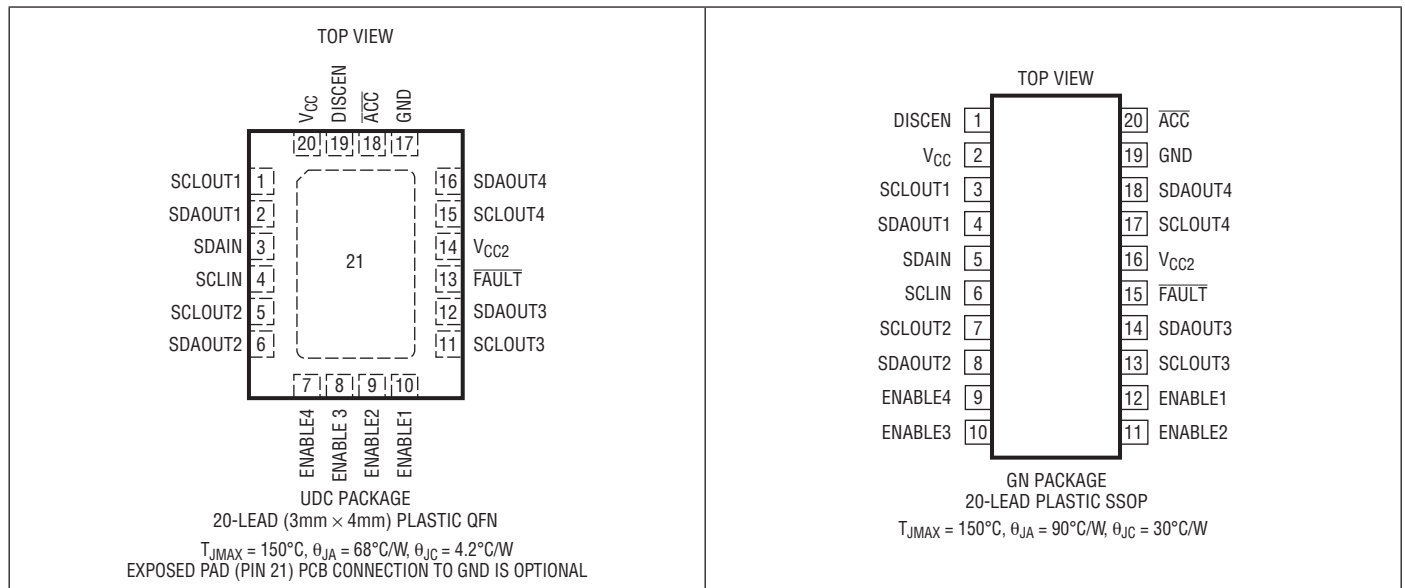 TOP VIEW
VCC
DISCEN
ACC
GND
20 19 18 17
SCLOUT1 1
SDAOUT1 2
SDAIN 3
SCLIN 4
SCLOUT2 5
SDAOUT2 6
21
16 SDAOUT4
15 SCLOUT4
14 VCC2
13 FAULT
12 SDAOUT3
11 SCLOUT3
7 8 9 10
ENABLE4
ENABLE 3
ENABLE2
ENABLE1
UDC PACKAGE
20-LEAD (3mm × 4mm) PLASTIC QFN
TJMAX = 150°C, θJA = 68°C/W, θJC = 4.2°C/W
EXPOSED PAD (PIN 21) PCB CONNECTION TO GND IS OPTIONAL
TOP VIEW
DISCEN 1
VCC 2
SCLOUT1 3
SDAOUT1 4
SDAIN 5
SCLIN 6
SCLOUT2 7
SDAOUT2 8
ENABLE4 9
ENABLE3 10
20 ACC
19 GND
18 SDAOUT4
17 SCLOUT4
16 VCC2
15 FAULT
14 SDAOUT3
13 SCLOUT3
12 ENABLE1
11 ENABLE2
GN PACKAGE
20-LEAD PLASTIC SSOP
TJMAX = 150°C, θJA = 90°C/W, θJC = 30°C/W